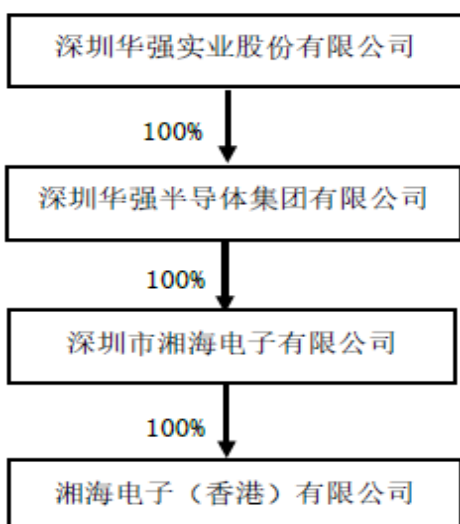 深圳华强实业股份有限公司
100%
深圳华强半导体集团有限公司
100%
深圳市湘海电子有限公司
100%
湘海电子（香港）有限公司